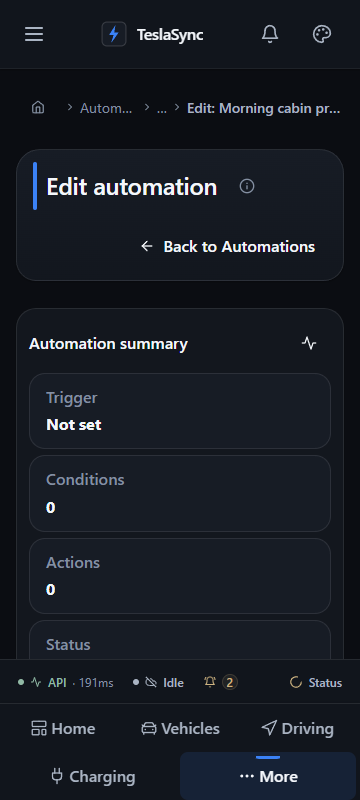 TeslaSync
Autom... ... Edit: Morning cabin pr...
Edit automation
Back to Automations
Automation summary
Trigger
Not set
Conditions
0
Actions
0
Status
API · 191ms Idle 2 Status
Home Vehicles Driving
Charging ··· More